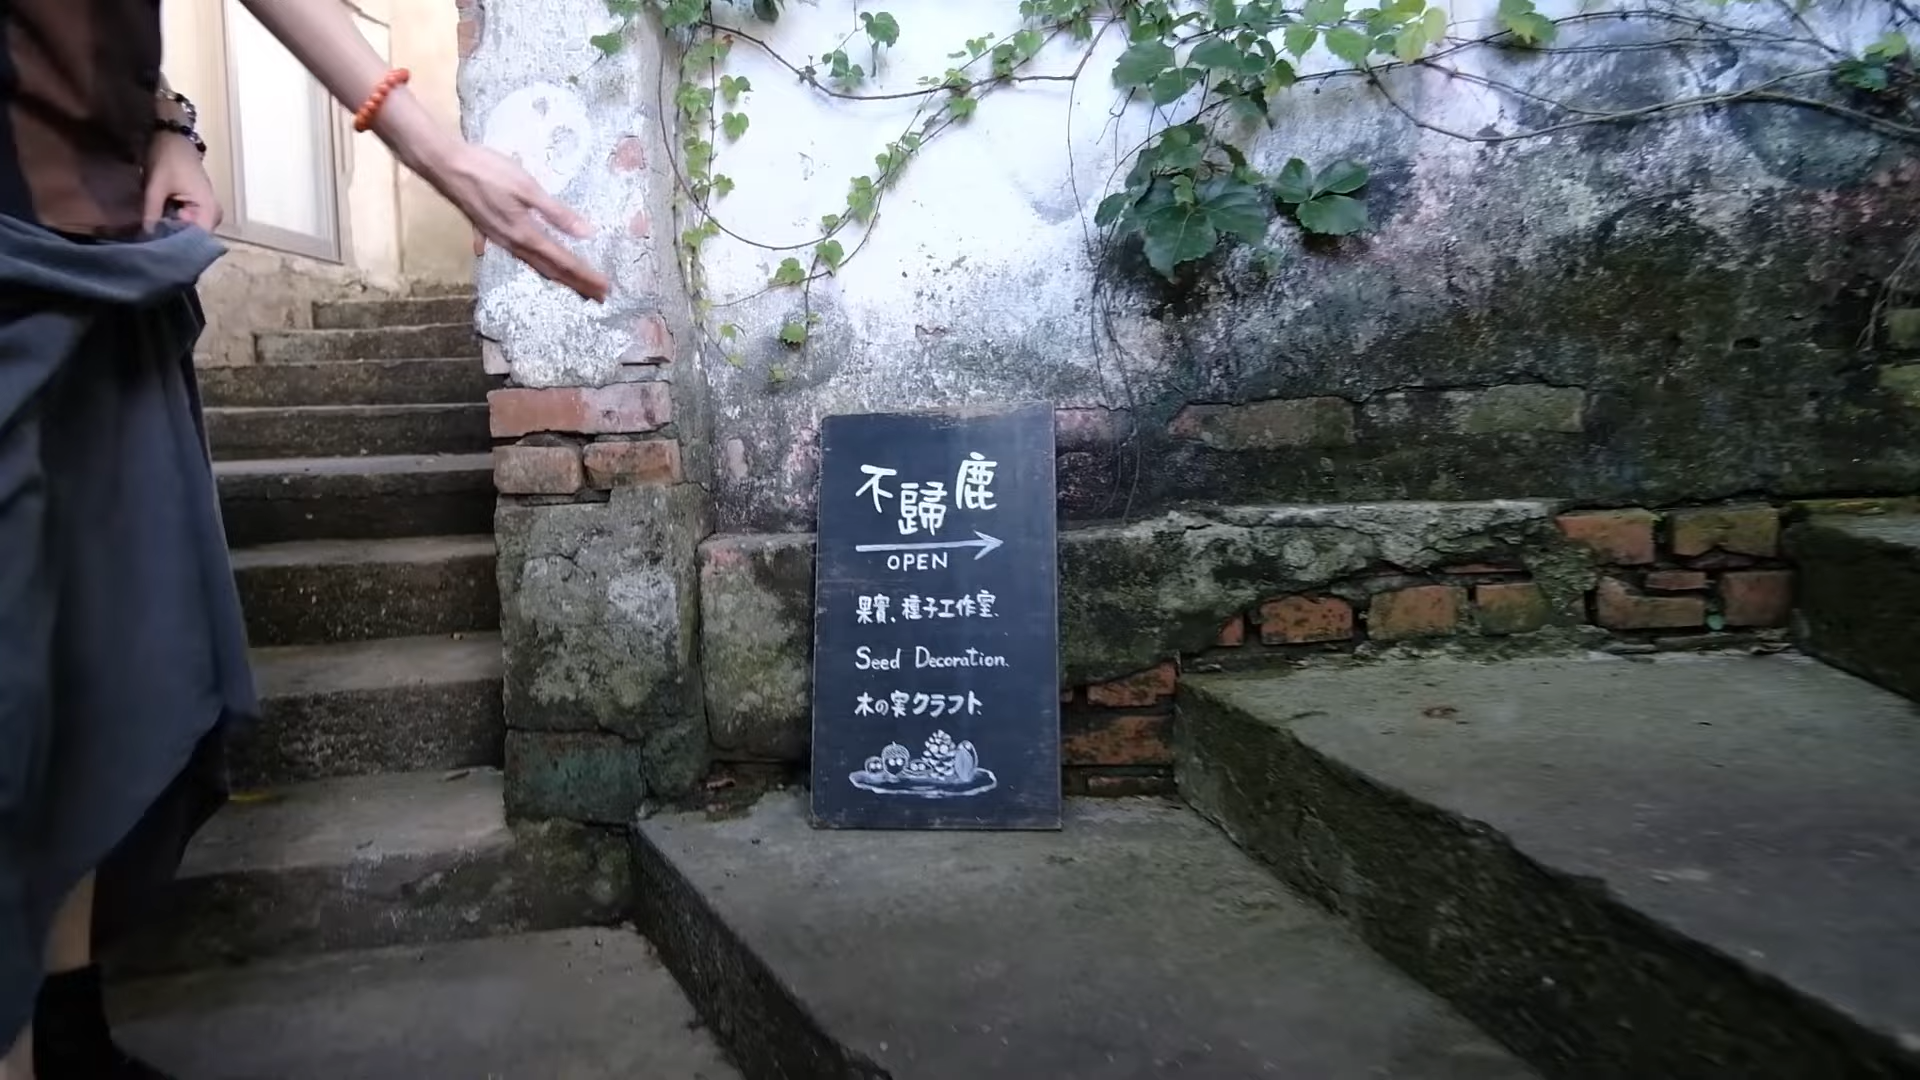 不歸鹿
OPEN
果實、種子工作室.
Seed Decoration.
木の実クラフト.